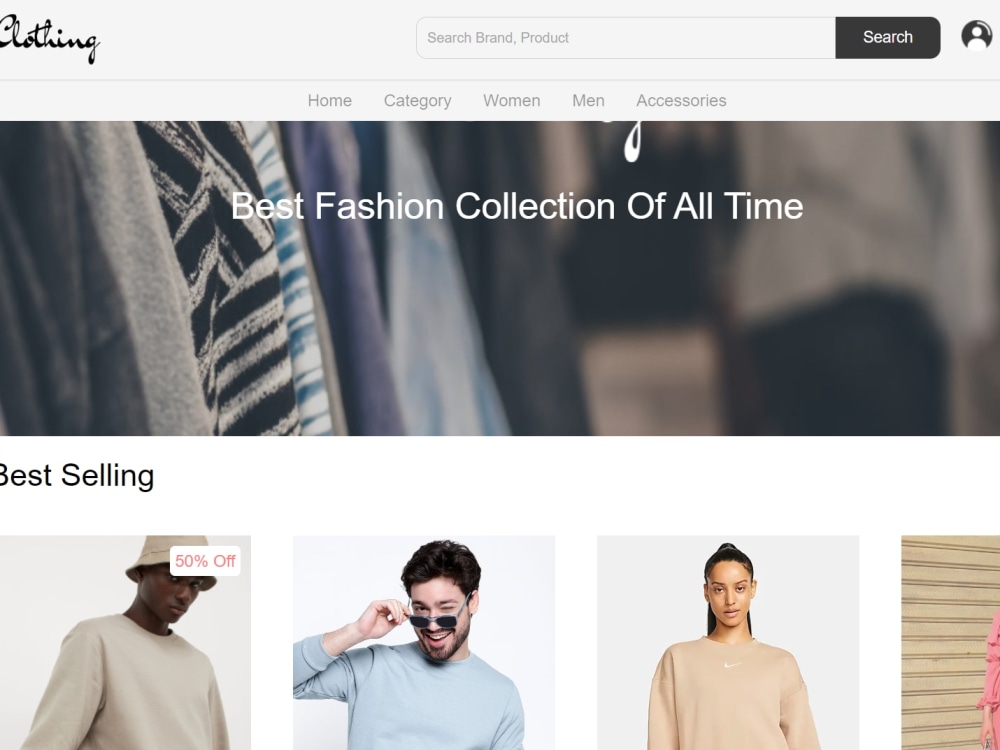 Clothing
Search Brand, Product
Search
Home
Category
Women
Men
Accessories
Best Fashion Collection Of All Time
Best Selling
50% Off